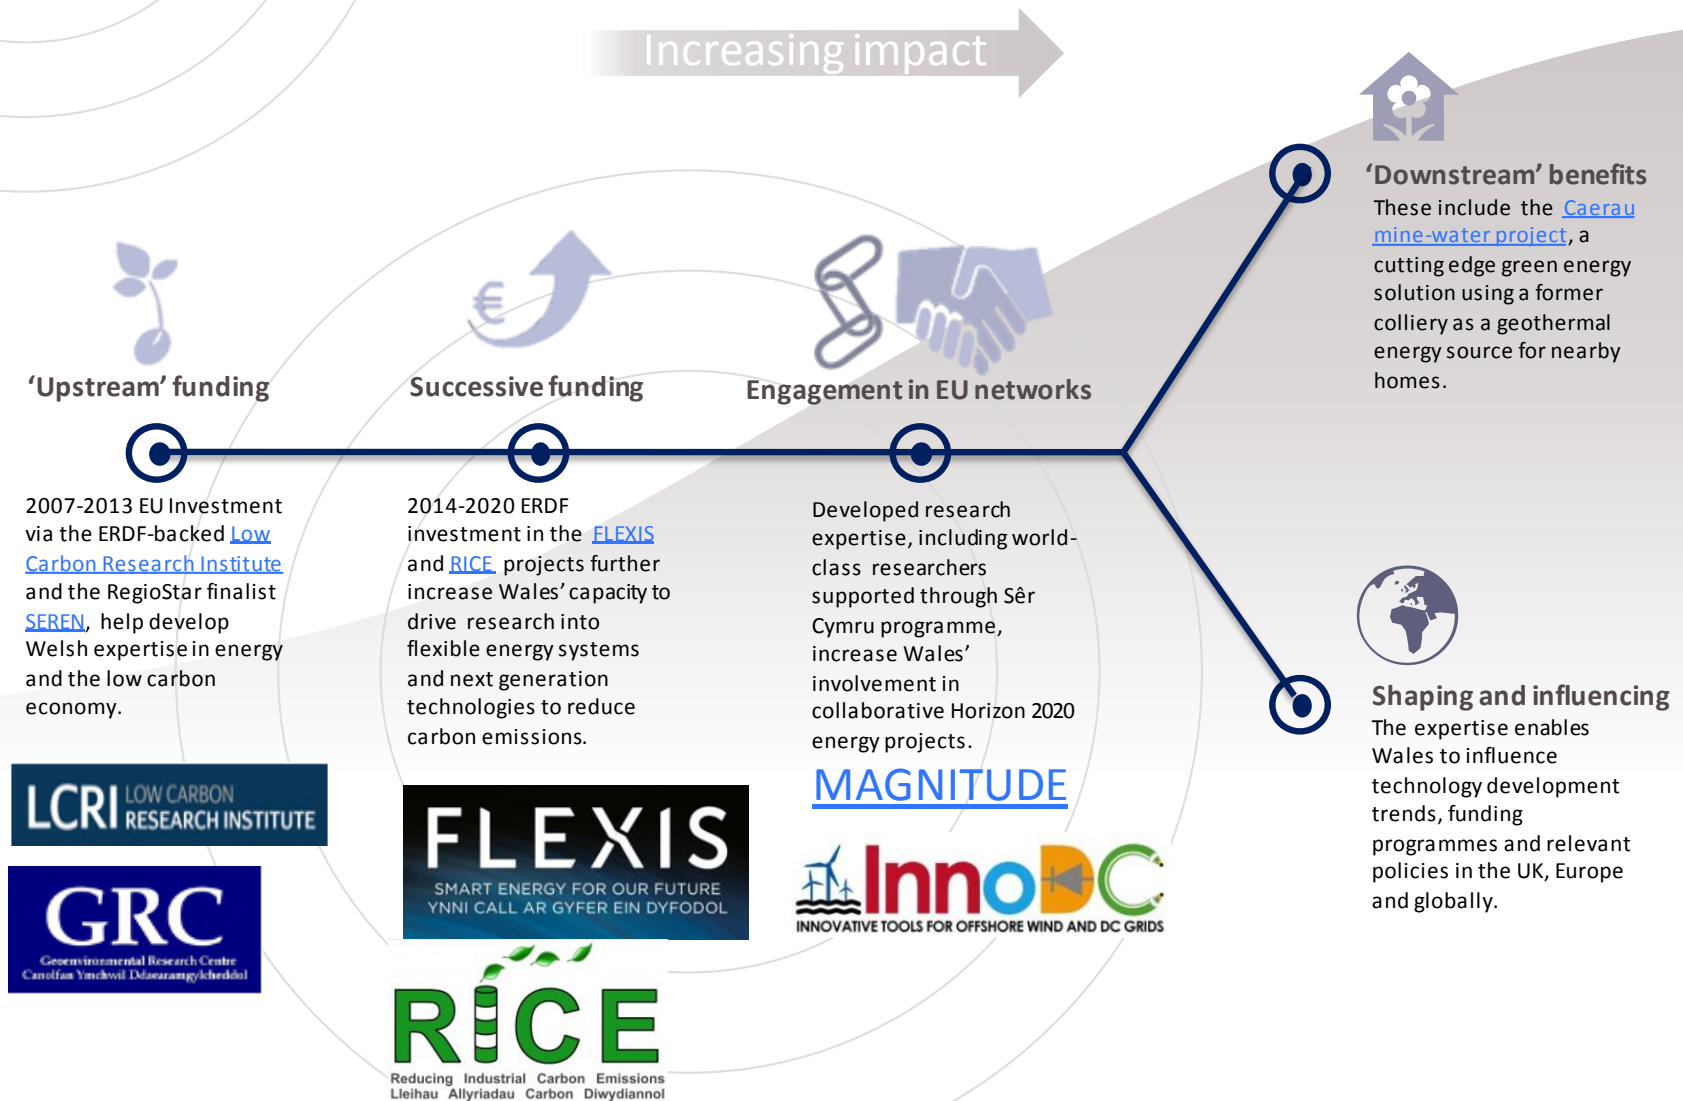 Increasing impact
'Upstream' funding
2007-2013 EU Investment
via the ERDF-backed Low
Carbon Research Institute
and the RegioStar finalist
SEREN, help develop
Welsh expertise in energy
and the low carbon
economy.
LCRI LOW CARBON
RESEARCH INSTITUTE
GRC
Geoenvironmental Research Centre
Canolfan Ymchwil Ddaearamgylcheddol
€
Successive funding
2014-2020 ERDF
investment in the FLEXIS
and RICE projects further
increase Wales' capacity to
drive research into
flexible energy systems
and next generation
technologies to reduce
carbon emissions.
FLEXIS
SMART ENERGY FOR OUR FUTURE
YNNI CALL AR GYFER EIN DYFODOL
RICE
Reducing Industrial Carbon Emissions
Lleihau Allyriadau Carbon Diwydiannol
Engagement in EU networks
Developed research
expertise, including world-
class researchers
supported through Sêr
Cymru programme,
increase Wales'
involvement in
collaborative Horizon 2020
energy projects.
MAGNITUDE
InnoDC
INNOVATIVE TOOLS FOR OFFSHORE WIND AND DC GRIDS
'Downstream' benefits
These include the Caerau
mine-water project, a
cutting edge green energy
solution using a former
colliery as a geothermal
energy source for nearby
homes.
Shaping and influencing
The expertise enables
Wales to influence
technology development
trends, funding
programmes and relevant
policies in the UK, Europe
and globally.